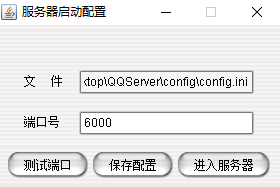 服务器启动配置
文 件 ktop\QQServer\config\config.ini
端口号 6000
测试端口 保存配置 进入服务器